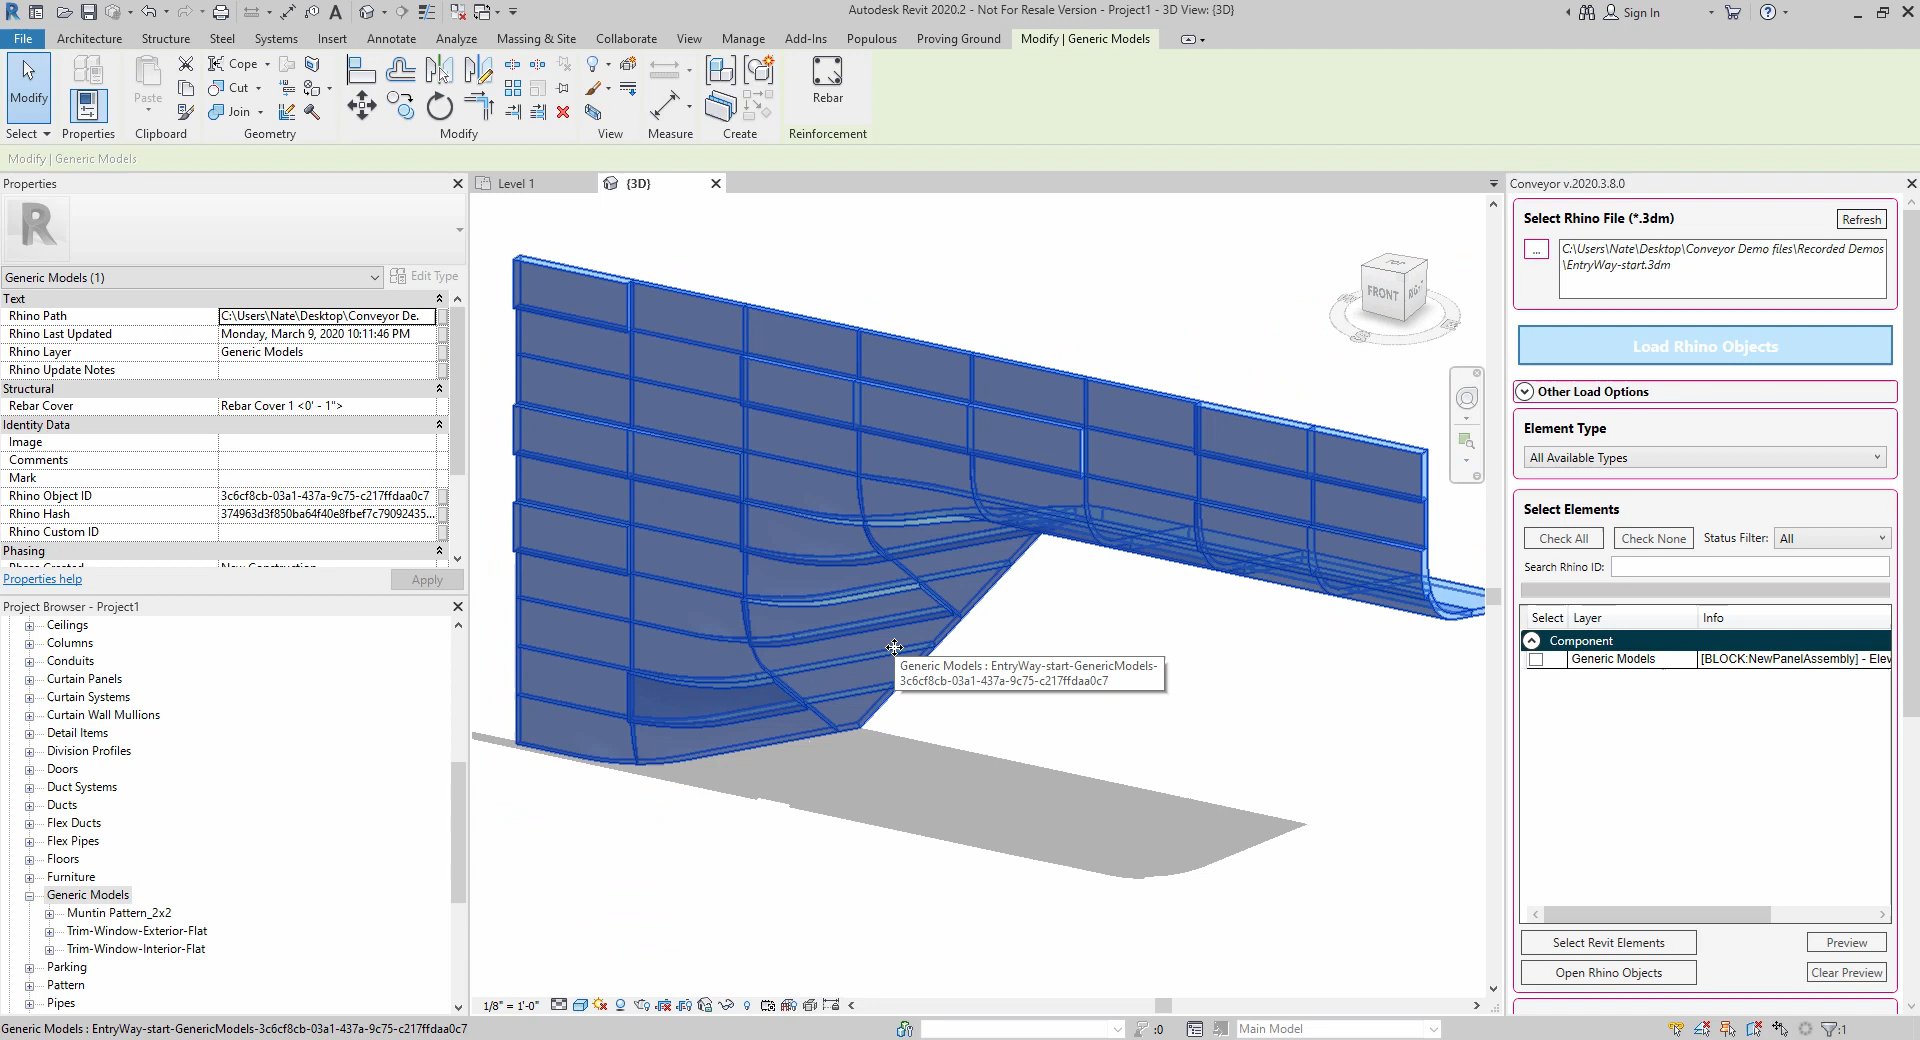 Autodesk Revit 2020.2 - Not For Resale Version - Project1 - 3D View: {3D}
Sign In
File Architecture Structure Steel Systems Insert Annotate Analyze Massing & Site Collaborate View Manage Add-Ins Populous Proving Ground Modify | Generic Models
Modify
Paste
Cope
Cut
Join
Rebar
Select Properties Clipboard Geometry Modify View Measure Create Reinforcement
Modify | Generic Models
Properties
Level 1
{3D}
Conveyor v.2020.3.8.0
Generic Models (1)
Edit Type
Text
Rhino Path C:\Users\Nate\Desktop\Conveyor De.
Rhino Last Updated Monday, March 9, 2020 10:11:46 PM
Rhino Layer Generic Models
Rhino Update Notes
Structural
Rebar Cover Rebar Cover 1 <0' - 1">
Identity Data
Image
Comments
Mark
Rhino Object ID 3c6cf8cb-03a1-437a-9c75-c217ffdaa0c7
Rhino Hash 374963d3f850ba64f40e8fbef7c79092435...
Rhino Custom ID
Phasing
Properties help
Apply
Project Browser - Project1
Ceilings
Columns
Conduits
Curtain Panels
Curtain Systems
Curtain Wall Mullions
Detail Items
Division Profiles
Doors
Duct Systems
Ducts
Flex Ducts
Flex Pipes
Floors
Furniture
Generic Models
Muntin Pattern_2x2
Trim-Window-Exterior-Flat
Trim-Window-Interior-Flat
Parking
Pattern
Pipes
FRONT
Generic Models : EntryWay-start-GenericModels-
3c6cf8cb-03a1-437a-9c75-c217ffdaa0c7
Select Rhino File (*.3dm)
Refresh
...
C:\Users\Nate\Desktop\Conveyor Demo files\Recorded Demos
\EntryWay-start.3dm
Load Rhino Objects
Other Load Options
Element Type
All Available Types
Select Elements
Check All Check None Status Filter: All
Search Rhino ID:
Select Layer Info
Component
Generic Models [BLOCK:NewPanelAssembly] - Elev
Select Revit Elements Preview
Open Rhino Objects Clear Preview
1/8" = 1'-0"
Generic Models : EntryWay-start-GenericModels-3c6cf8cb-03a1-437a-9c75-c217ffdaa0c7
:0
Main Model
:1